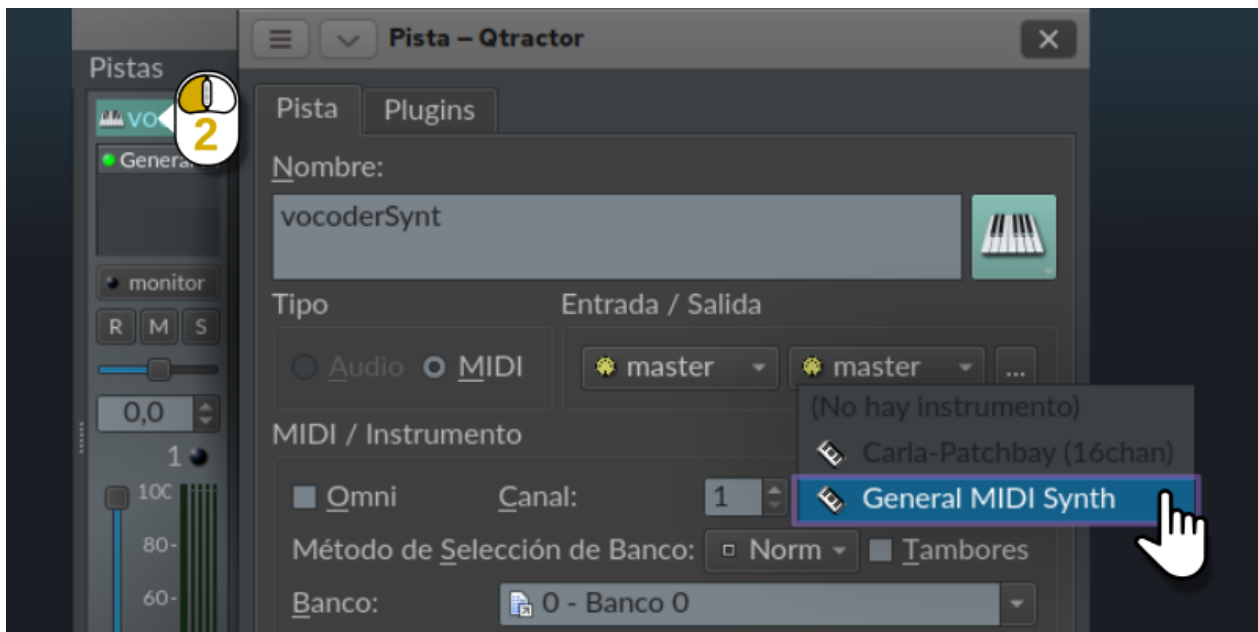 Pista – Qtractor
Pistas
VO
2
General
monitor
R M S
0,0
1
100
80-
60-
Pista Plugins
Nombre:
vocoderSynt
Tipo
Audio MIDI
Entrada / Salida
master master ...
MIDI / Instrumento
(No hay instrumento)
Carla-Patchbay (16chan)
General MIDI Synth
Omni Canal: 1
Método de Selección de Banco: Norm Tambores
Banco: 0 - Banco 0